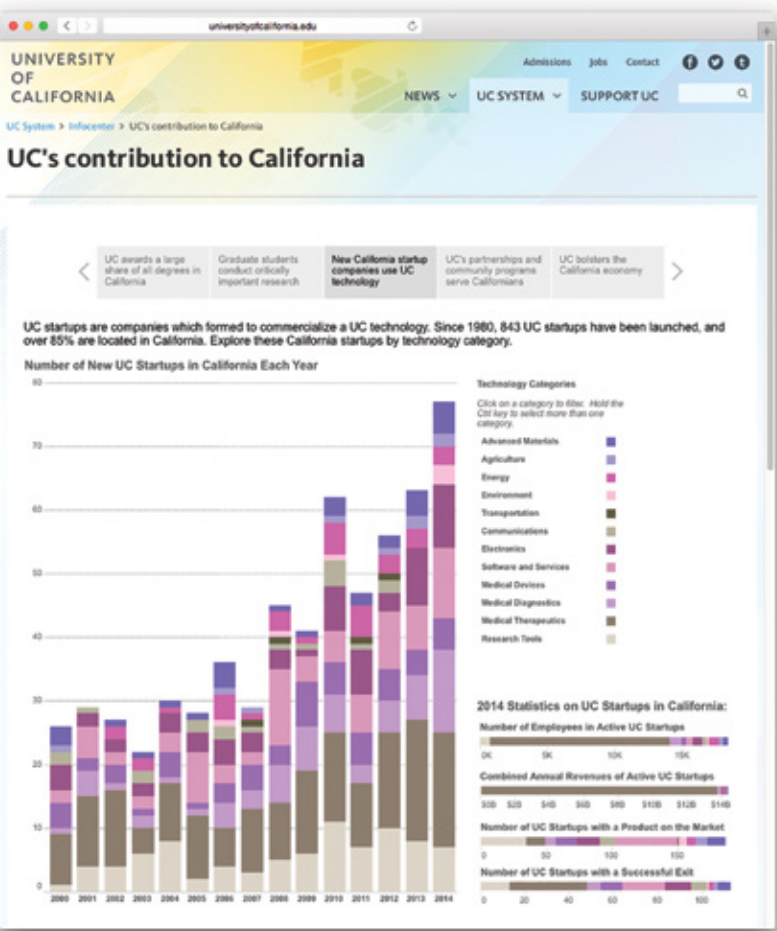 universityofcalifornia.edu
UNIVERSITY
OF
CALIFORNIA
Admissions Jobs Contact
NEWS UC SYSTEM SUPPORT UC
UC System > Infocenter > UC's contribution to California
UC's contribution to California
UC awards a large
share of all degrees in
California
Graduate students
conduct critically
important research
New California startup
companies use UC
technology
UC's partnerships and
community programs
serve Californians
UC bolsters the
California economy
UC startups are companies which formed to commercialize a UC technology. Since 1980, 843 UC startups have been launched, and
over 85% are located in California. Explore these California startups by technology category.
Number of New UC Startups in California Each Year
80
70
60
50
40
30
20
10
0
2000 2001 2002 2003 2004 2005 2006 2007 2008 2009 2010 2011 2012 2013 2014
Technology Categories
Click on a category to filter. Hold the
Ctrl key to select more than one
category.
Advanced Materials
Agriculture
Energy
Environment
Transportation
Communications
Electronics
Software and Services
Medical Devices
Medical Diagnostics
Medical Therapeutics
Research Tools
2014 Statistics on UC Startups in California:
Number of Employees in Active UC Startups
0K 5K 10K 15K
Combined Annual Revenues of Active UC Startups
$0B $2B $4B $6B $8B $10B $12B $14B
Number of UC Startups with a Product on the Market
0 50 100 150
Number of UC Startups with a Successful Exit
0 20 40 60 80 100